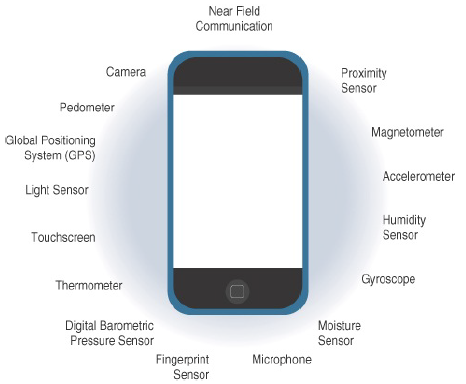 Near Field
Communication
Camera
Proximity
Sensor
Pedometer
Magnetometer
Global Positioning
System (GPS)
Accelerometer
Light Sensor
Humidity
Sensor
Touchscreen
Gyroscope
Thermometer
Digital Barometric
Pressure Sensor
Moisture
Sensor
Fingerprint
Sensor
Microphone